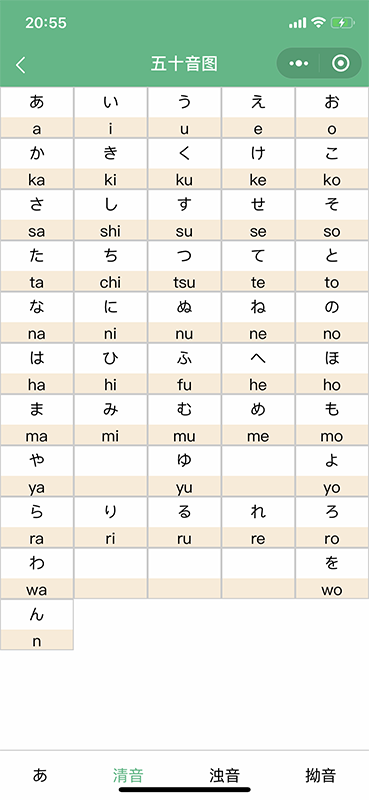 20:55
五十音图
あ い う え お
a i u e o
か き く け こ
ka ki ku ke ko
さ し す せ そ
sa shi su se so
た ち つ て と
ta chi tsu te to
な に ぬ ね の
na ni nu ne no
は ひ ふ へ ほ
ha hi fu he ho
ま み む め も
ma mi mu me mo
や ゆ よ
ya yu yo
ら り る れ ろ
ra ri ru re ro
わ を
wa wo
ん
n
あ 清音 浊音 拗音